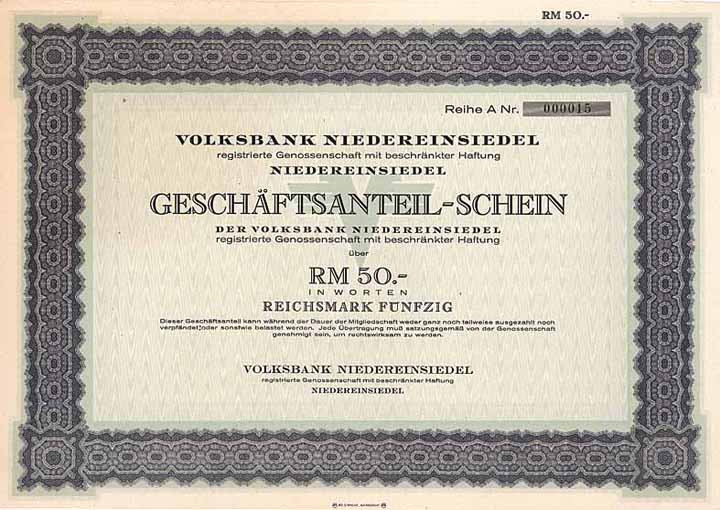 RM 50.-
Reihe A Nr. 000015
VOLKSBANK NIEDEREINSIEDEL
registrierte Genossenschaft mit beschränkter Haftung
NIEDEREINSIEDEL
GESCHÄFTSANTEIL-SCHEIN
DER VOLKSBANK NIEDEREINSIEDEL
registrierte Genossenschaft mit beschränkter Haftung
über
RM 50.-
IN WORTEN
REICHSMARK FÜNFZIG
Dieser Geschäftsanteil kann während der Dauer der Mitgliedschaft weder ganz noch teilweise ausgezahlt noch
verpfändet oder sonstwie belastet werden. Jede Übertragung muß satzungsgemäß von der Genossenschaft
genehmigt sein, um rechtswirksam zu werden.
VOLKSBANK NIEDEREINSIEDEL
registrierte Genossenschaft mit beschränkter Haftung
NIEDEREINSIEDEL